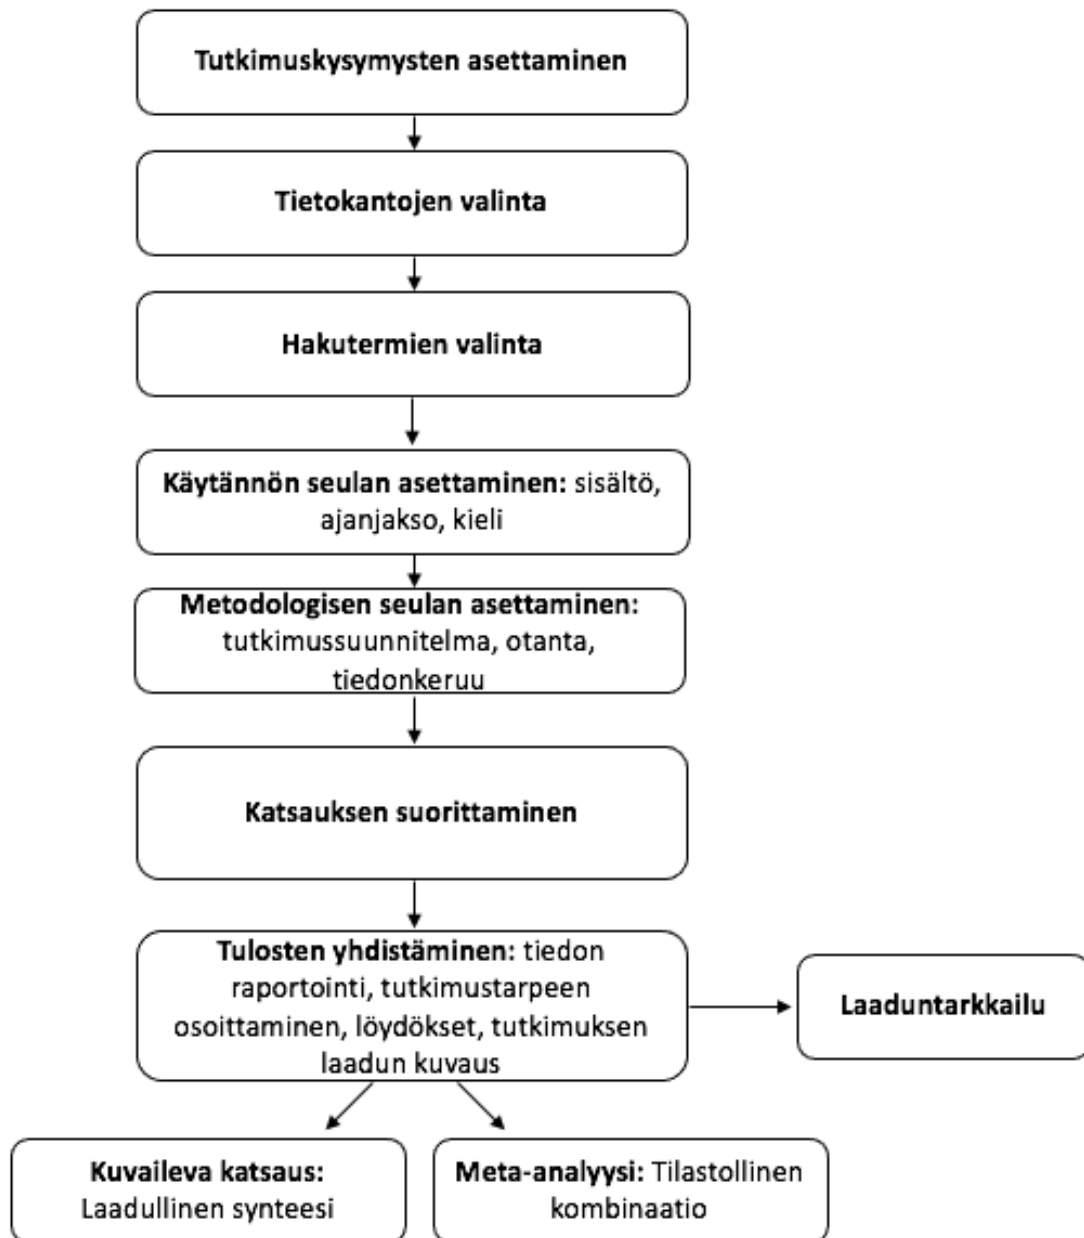 Tutkimuskysymysten asettaminen
Tietokantojen valinta
Hakutermien valinta
Käytännön seulan asettaminen: sisältö,
ajanjakso, kieli
Metodologisen seulan asettaminen:
tutkimussuunnitelma, otanta,
tiedonkeruu
Katsauksen suorittaminen
Tulosten yhdistäminen: tiedon
raportointi, tutkimustarpeen
osoittaminen, löydökset, tutkimuksen
laadun kuvaus
Laaduntarkkailu
Kuvaileva katsaus:
Laadullinen synteesi
Meta-analyysi: Tilastollinen
kombinaatio